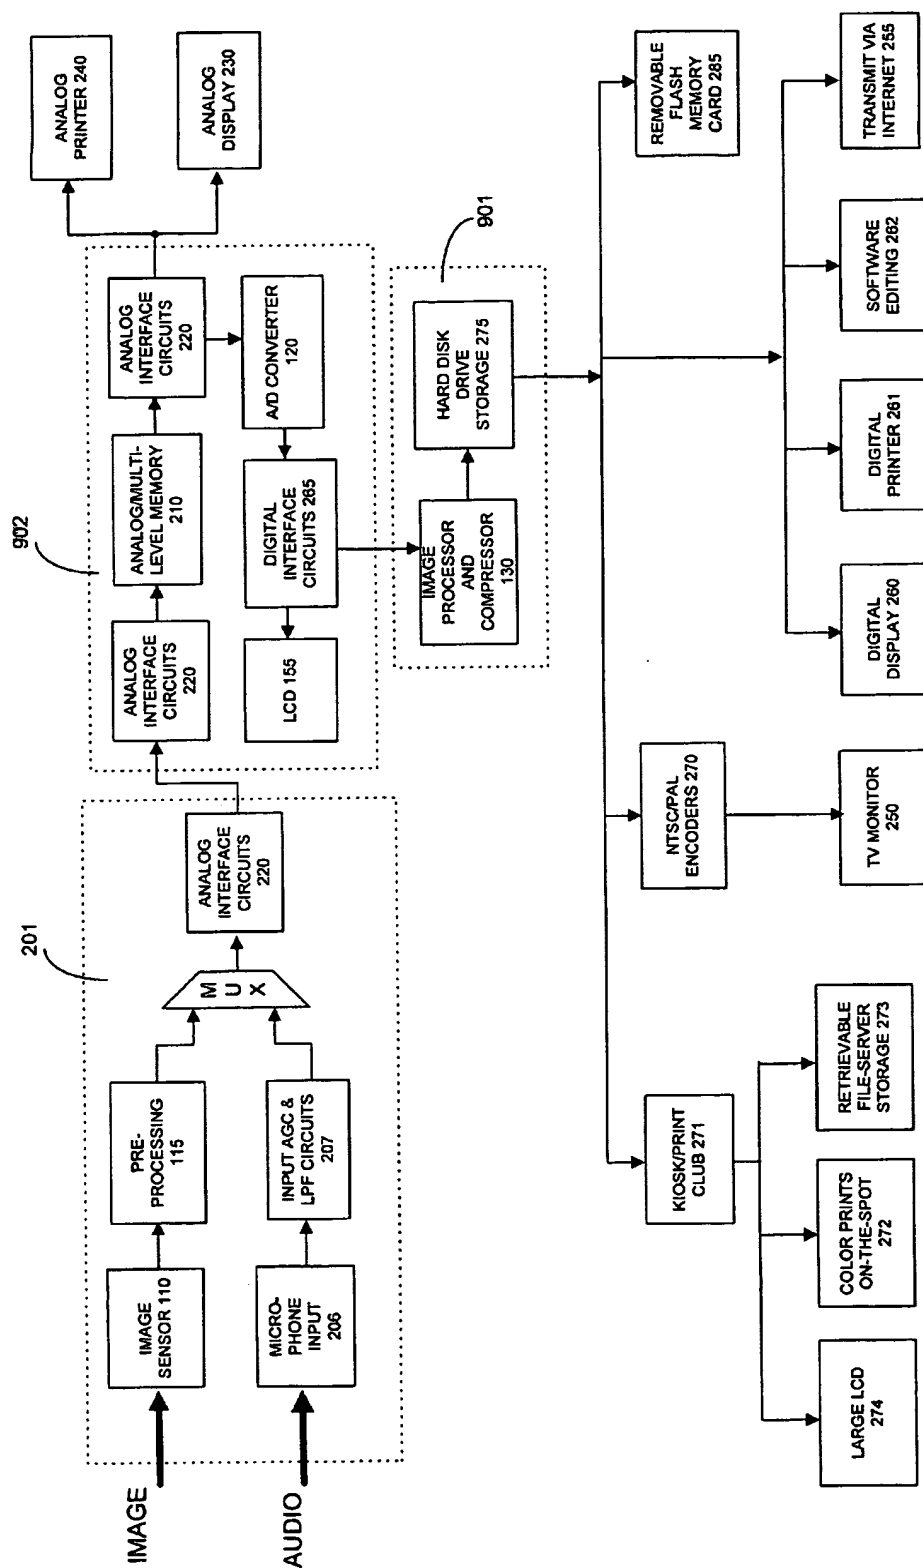 IMAGE
AUDIO
201
IMAGE
SENSOR 110
PRE-
PROCESSING
115
MICRO-
PHONE
INPUT
206
INPUT AGC &
LPF CIRCUITS
207
M
U
X
ANALOG
INTERFACE
CIRCUITS
220
902
ANALOG
INTERFACE
CIRCUITS
220
ANALOG/MULTI-
LEVEL MEMORY
210
ANALOG
INTERFACE
CIRCUITS
220
LCD 155
DIGITAL
INTERFACE
CIRCUITS 265
A/D CONVERTER
120
ANALOG
PRINTER 240
ANALOG
DISPLAY 230
901
IMAGE
PROCESSOR
AND
COMPRESSOR
130
HARD DISK
DRIVE
STORAGE 275
KIOSK/PRINT
CLUB 271
NTSC/PAL
ENCODERS 270
REMOVABLE
FLASH
MEMORY
CARD 285
LARGE LCD
274
COLOR PRINTS
ON-THE-SPOT
272
RETRIEVABLE
FILE-SERVER
STORAGE 273
TV MONITOR
250
DIGITAL
DISPLAY 260
DIGITAL
PRINTER 261
SOFTWARE
EDITING 262
TRANSMIT VIA
INTERNET 255